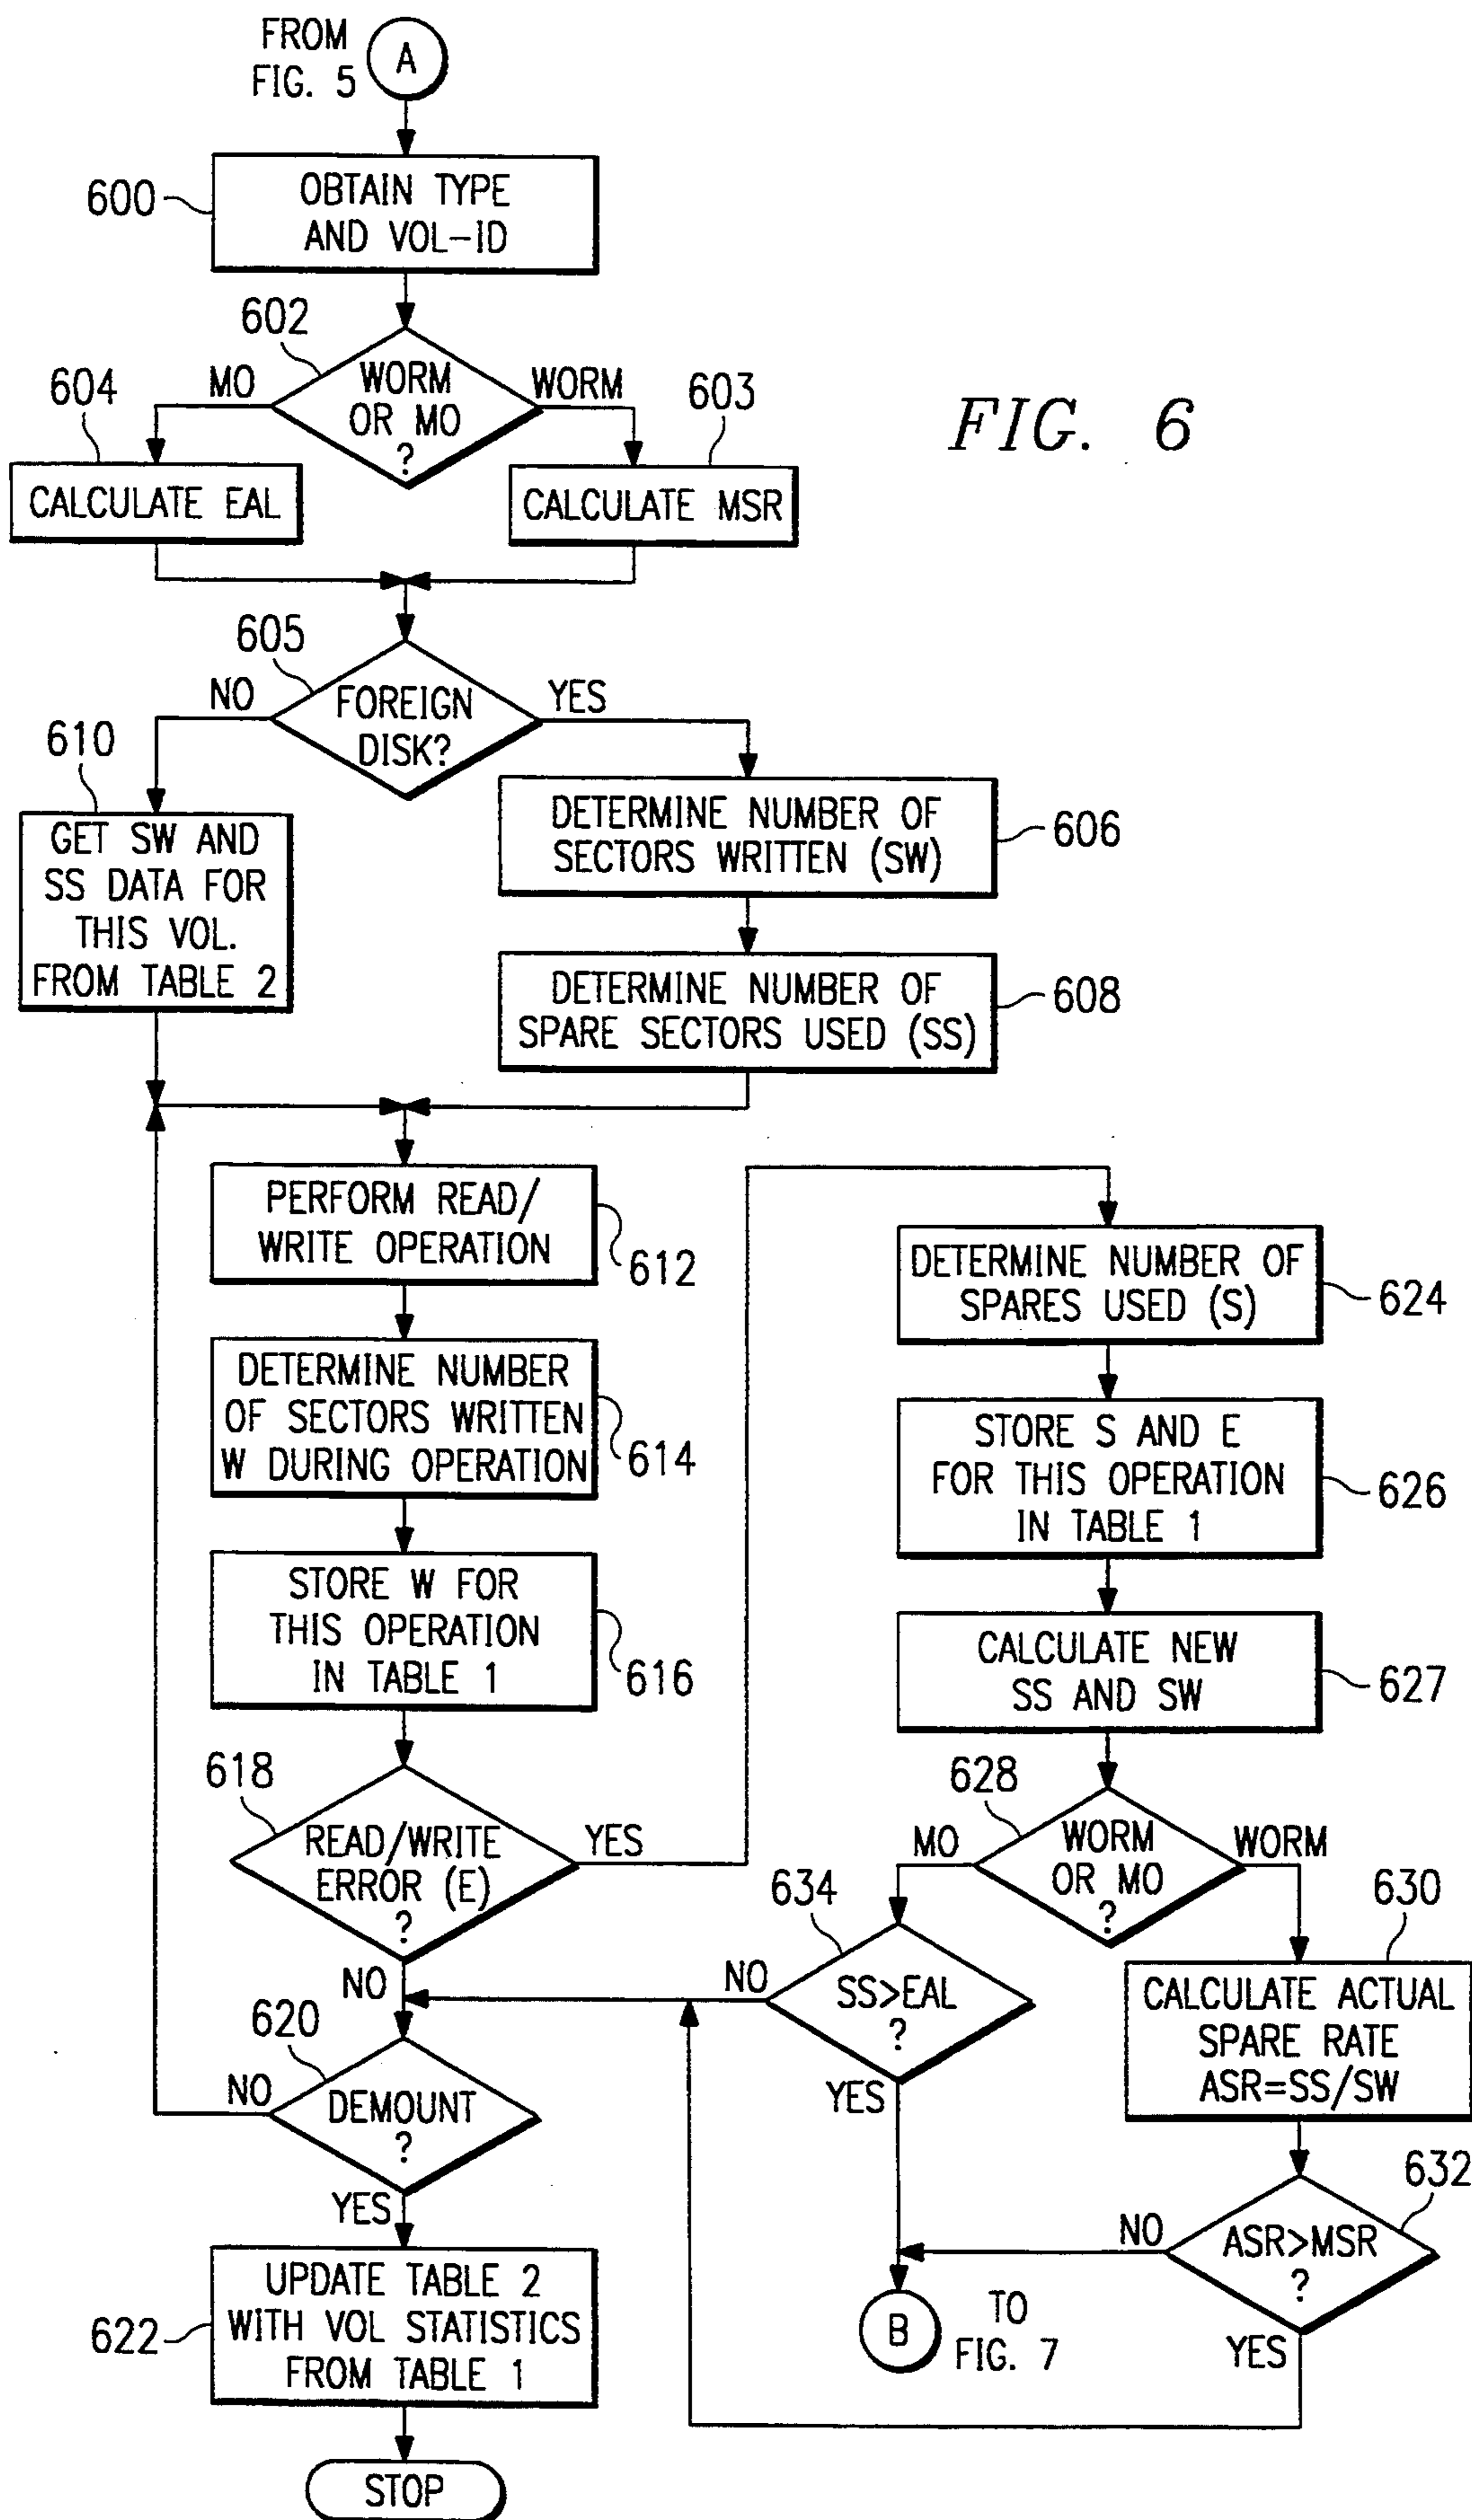 FROM
FIG. 5
A
600
OBTAIN TYPE
AND VOL-ID
602
WORM
OR MO
?
MO
WORM
604
CALCULATE EAL
603
CALCULATE MSR
FIG. 6
605
FOREIGN
DISK?
NO
YES
610
GET SW AND
SS DATA FOR
THIS VOL.
FROM TABLE 2
DETERMINE NUMBER OF
SECTORS WRITTEN (SW)
606
DETERMINE NUMBER OF
SPARE SECTORS USED (SS)
608
PERFORM READ/
WRITE OPERATION
612
DETERMINE NUMBER
OF SECTORS WRITTEN
W DURING OPERATION
614
STORE W FOR
THIS OPERATION
IN TABLE 1
616
618
READ/WRITE
ERROR (E)
?
YES
NO
620
DEMOUNT
?
NO
YES
UPDATE TABLE 2
WITH VOL STATISTICS
FROM TABLE 1
622
STOP
DETERMINE NUMBER OF
SPARES USED (S)
624
STORE S AND E
FOR THIS OPERATION
IN TABLE 1
626
CALCULATE NEW
SS AND SW
627
628
WORM
OR MO
?
MO
WORM
634
SS>EAL
?
NO
YES
630
CALCULATE ACTUAL
SPARE RATE
ASR=SS/SW
632
ASR>MSR
?
NO
YES
B
TO
FIG. 7